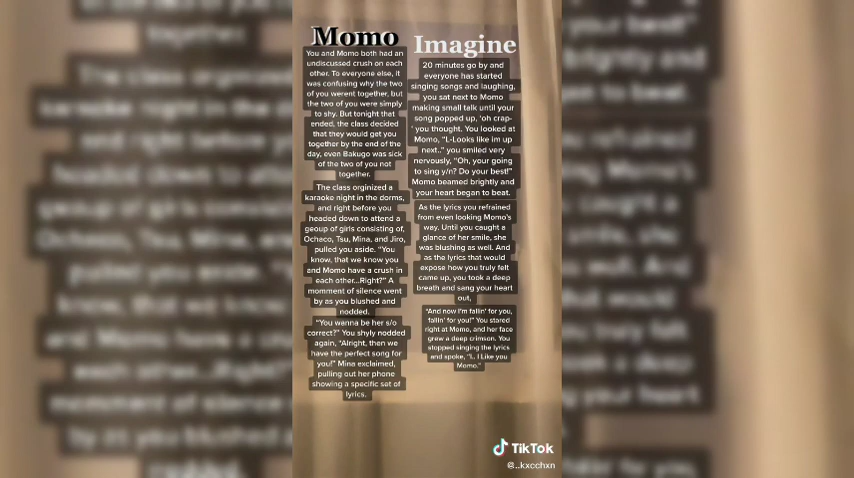 Momo
You and Momo both had an
undiscussed crush on each
other. To everyone else, it
was confusing why the two
of you werent together, but
the two of you were simply
to shy. But tonight that
ended, the class decided
that they would get you
together by the end of the
day, even Bakugo was sick
of the two of you not
together.
The class orginized a
karaoke night in the dorms,
and right before you
headed down to attend a
geoup of girls consisting of,
Ochaco, Tsu, Mina, and Jiro,
pulled you aside. "You
know, that we know you
and Momo have a crush in
each other...Right?" A
momment of silence went
by as you blushed and
nodded.
"You wanna be her s/o
correct?" You shyly nodded
again, "Alright, then we
have the perfect song for
you!" Mina exclaimed,
pulling out her phone
showing a specific set of
lyrics.
Imagine
20 minutes go by and
everyone has started
singing songs and laughing,
you sat next to Momo
making small talk until your
song popped up, 'oh crap-
' you thought. You looked at
Momo, "L-Looks like im up
next.." you smiled very
nervously, "Oh, your going
to sing y/n? Do your best!"
Momo beamed brightly and
your heart began to beat.
As the lyrics you refrained
from even looking Momo's
way. Until you caught a
glance of her smile, she
was blushing as well. And
as the lyrics that would
expose how you truly felt
came up, you took a deep
breath and sang your heart
out,
"And now I'm fallin' for you,
fallin' for you!" You stared
right at Momo, and her face
grew a deep crimson. You
stopped singing the lyrics
and spoke, "I.. I Like you
Momo."
TikTok
@..kxcchxn